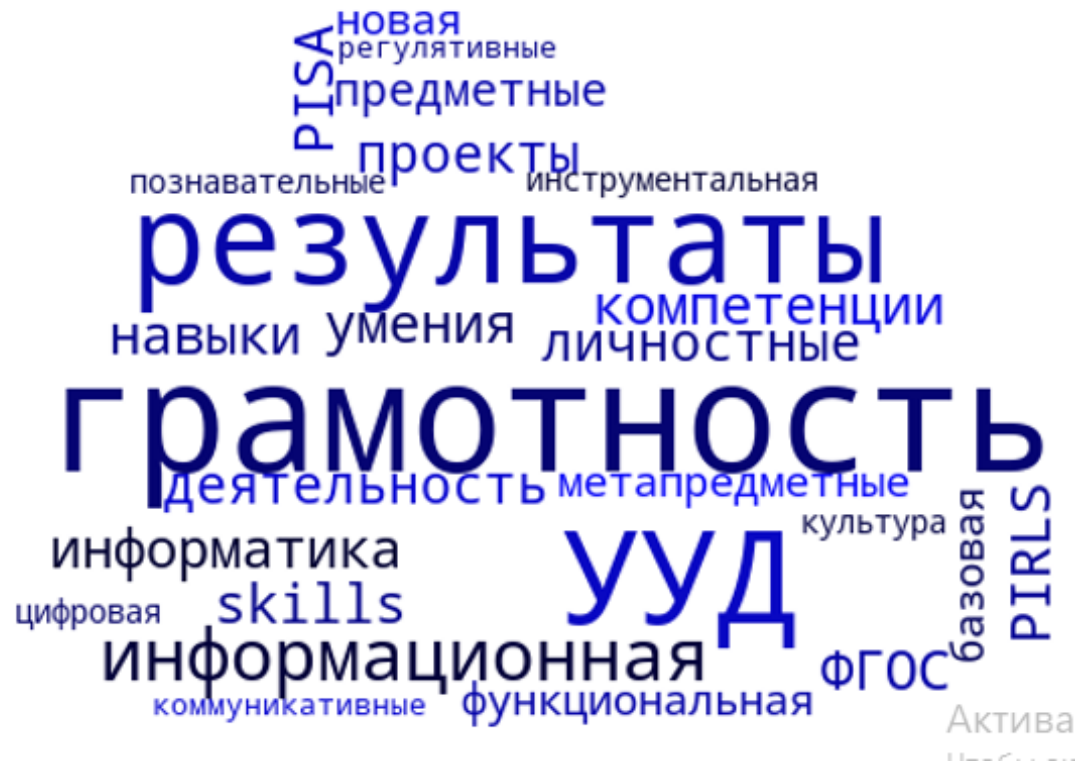 новая
PISA
регулятивные
предметные
проекты
познавательные
инструментальная
результаты
компетенции
навыки
умения
личностные
грамотность
деятельность
метапредметные
культура
базовая
PIRLS
информатика
УУД
цифровая
skills
информационная
ФГОС
коммуникативные
функциональная
Актива